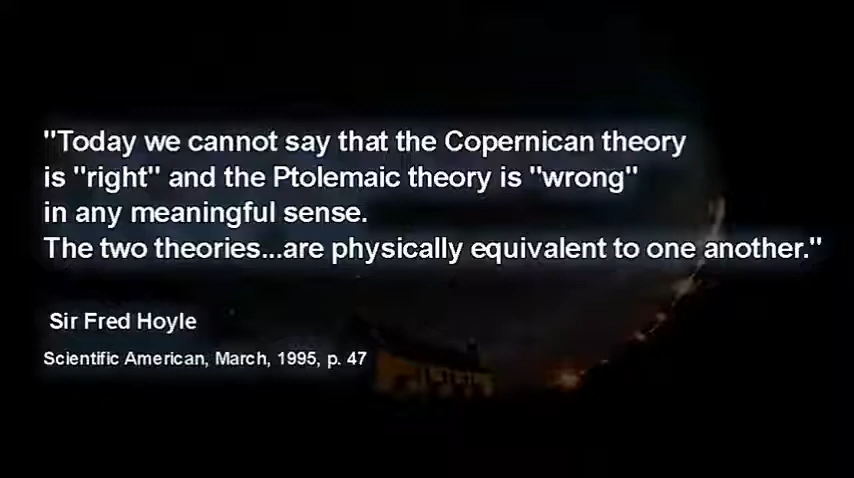 "Today we cannot say that the Copernican theory
is "right" and the Ptolemaic theory is "wrong"
in any meaningful sense.
The two theories...are physically equivalent to one another."
Sir Fred Hoyle
Scientific American, March, 1995, p. 47